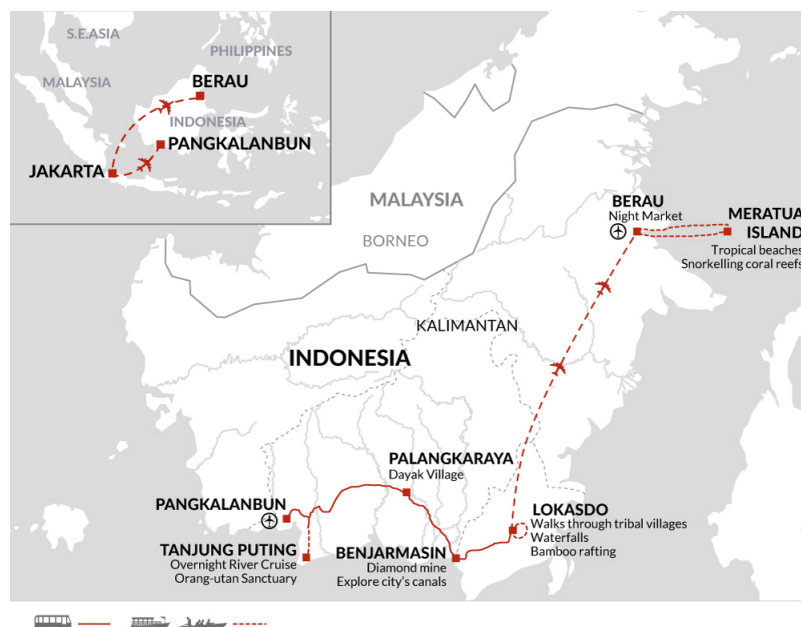 S.E.ASIA
PHILIPPINES
MALAYSIA
BERAU
INDONESIA
PANGKALANBUN
JAKARTA
MALAYSIA
BORNEO
BERAU
Night Market
MERATUA
ISLAND
Tropical beaches
Snorkelling coral reefs
KALIMANTAN
INDONESIA
PALANGKARAYA
Dayak Village
PANGKALANBUN
LOKASDO
Walks through tribal villages
Waterfalls
Bamboo rafting
TANJUNG PUTING
Overnight River Cruise
Orang-utan Sanctuary
BENJARMASIN
Diamond mine
Explore city's canals